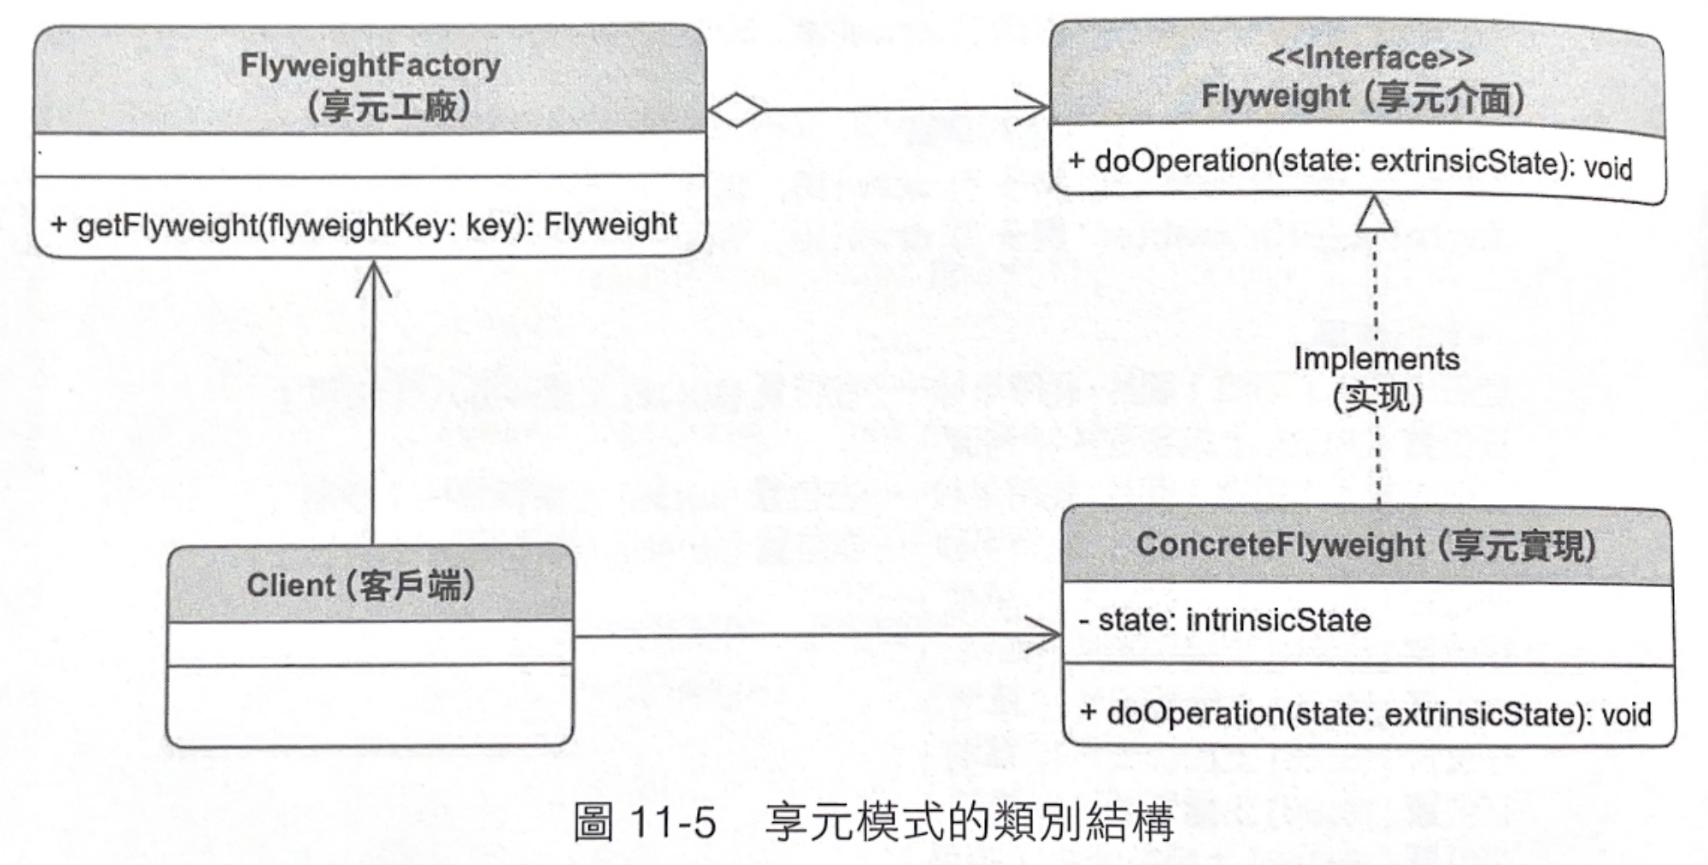 FlyweightFactory
(享元工廠)
+ getFlyweight(flyweightKey: key): Flyweight
<<Interface>>
Flyweight (享元介面)
+ doOperation(state: extrinsicState): void
Implements
(实现)
Client (客戶端)
ConcreteFlyweight (享元實現)
- state: intrinsicState
+ doOperation(state: extrinsicState): void
圖 11-5 享元模式的類別結構